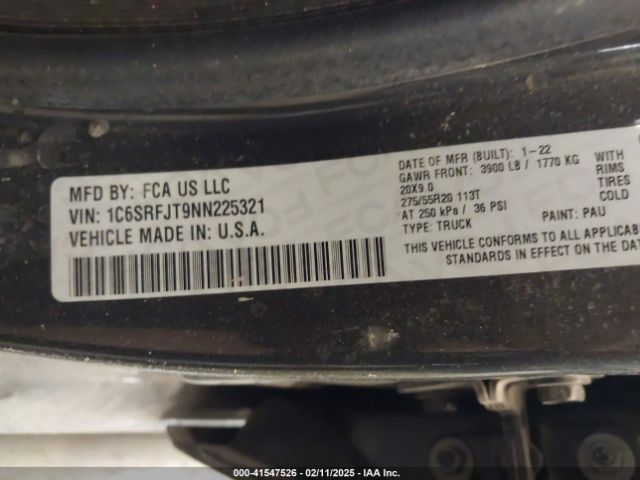 MFD BY: FCA US LLC
VIN: 1C6SRFJT9NN225321
VEHICLE MADE IN: U.S.A.
DATE OF MFR (BUILT): 1-22
GAWR FRONT: 3900 LB / 1770 KG
20X9.0
275/55R20 113T
AT 250 kPa / 36 PSI
TYPE: TRUCK
PAINT: PAU
WITH
TIRES
RIMS
COLD
THIS VEHICLE CONFORMS TO ALL APPLICABL
STANDARDS IN EFFECT ON THE DAT
000-41547526 - 02/11/2025 - IAA Inc.